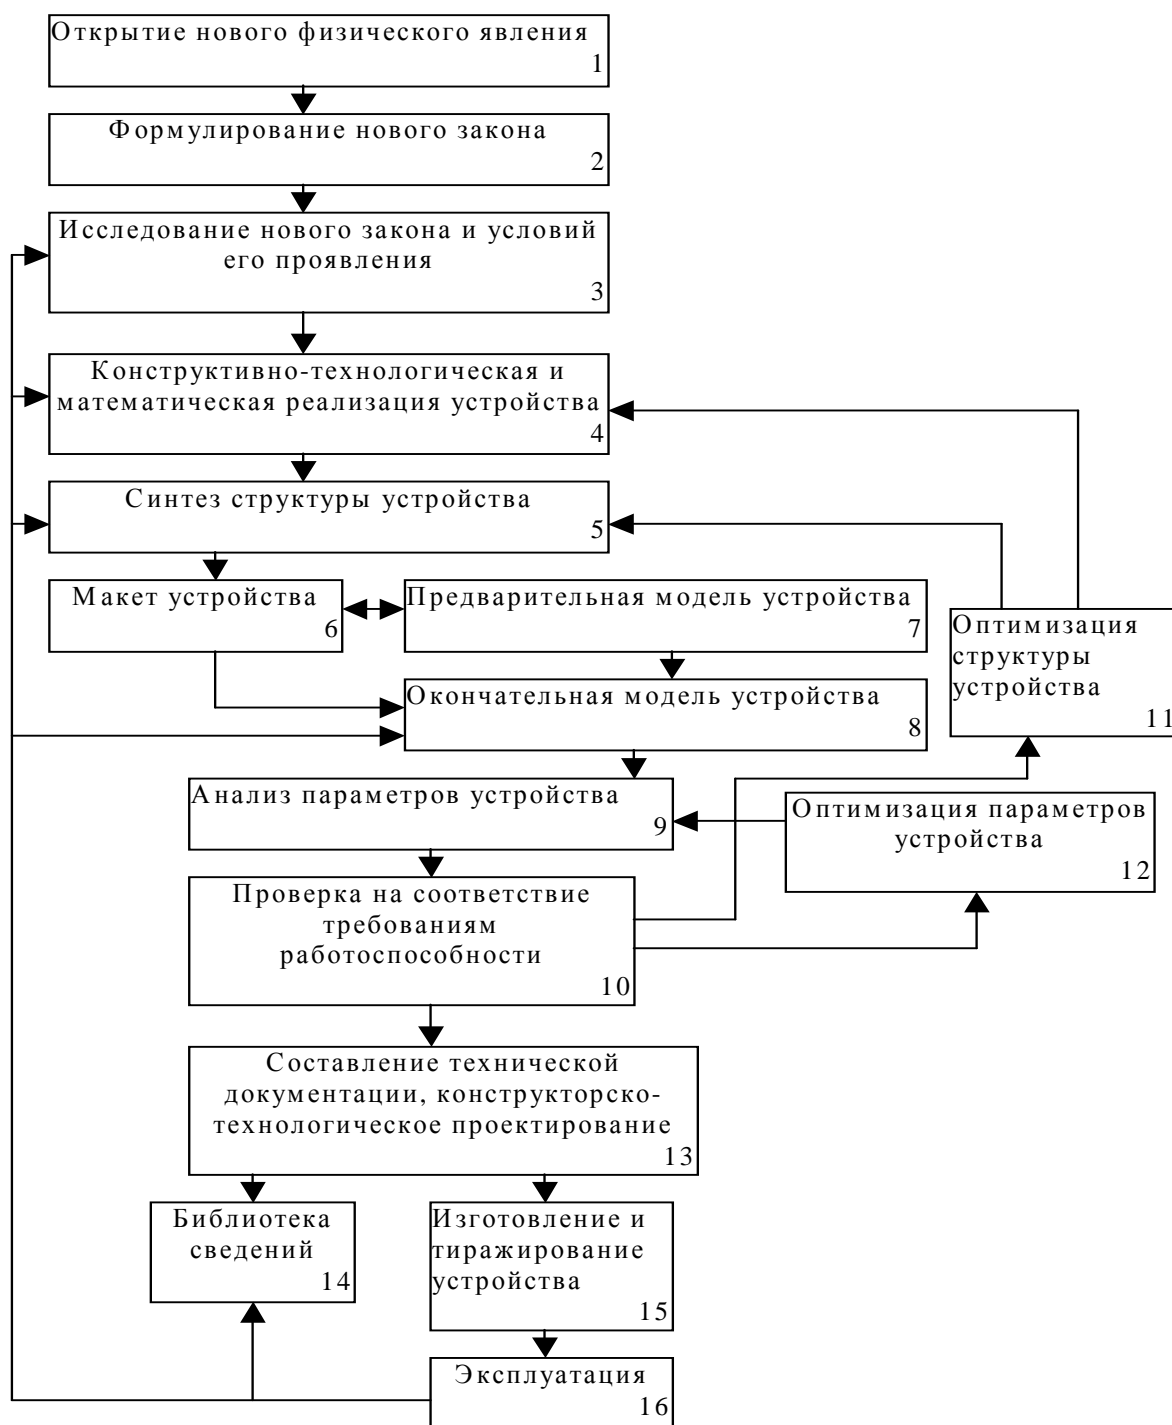 Открытие нового физического явления
1
Формулирование нового закона
2
Исследование нового закона и условий
его проявления
3
Конструктивно-технологическая и
математическая реализация устройства
4
Синтез структуры устройства
5
Макет устройства
6
Предварительная модель устройства
7
Окончательная модель устройства
8
Оптимизация
структуры
устройства
11
Анализ параметров устройства
9
Оптимизация параметров
устройства
12
Проверка на соответствие
требованиям
работоспособности
10
Составление технической
документации, конструкторско-
технологическое проектирование
13
Библиотека
сведений
14
Изготовление и
тиражирование
устройства
15
Эксплуатация
16